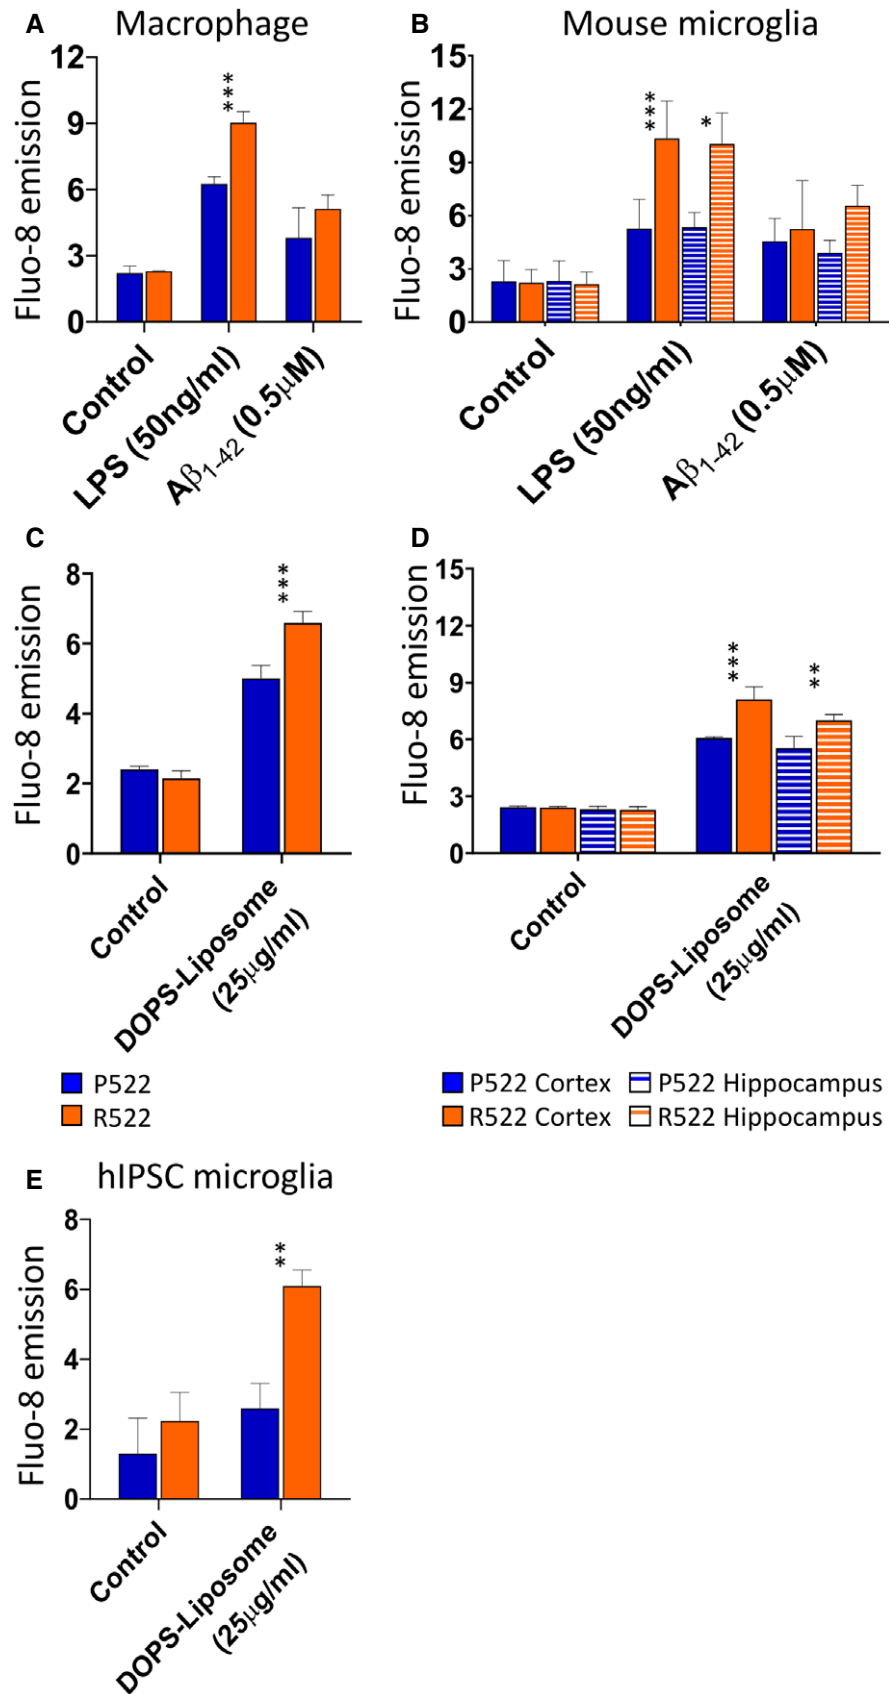 A Macrophage
Fluo-8 emission
12
9
6
3
0
***
Control
LPS (50ng/ml)
Aβ1-42 (0.5μM)
B Mouse microglia
Fluo-8 emission
15
12
9
6
3
0
***
*
Control
LPS (50ng/ml)
Aβ1-42 (0.5μM)
C
Fluo-8 emission
8
6
4
2
0
***
Control
DOPS-Liposome
(25μg/ml)
D
Fluo-8 emission
15
12
9
6
3
0
***
**
Control
DOPS-Liposome
(25μg/ml)
P522
R522
P522 Cortex P522 Hippocampus
R522 Cortex R522 Hippocampus
E hIPSC microglia
Fluo-8 emission
8
6
4
2
0
**
Control
DOPS-Liposome
(25μg/ml)